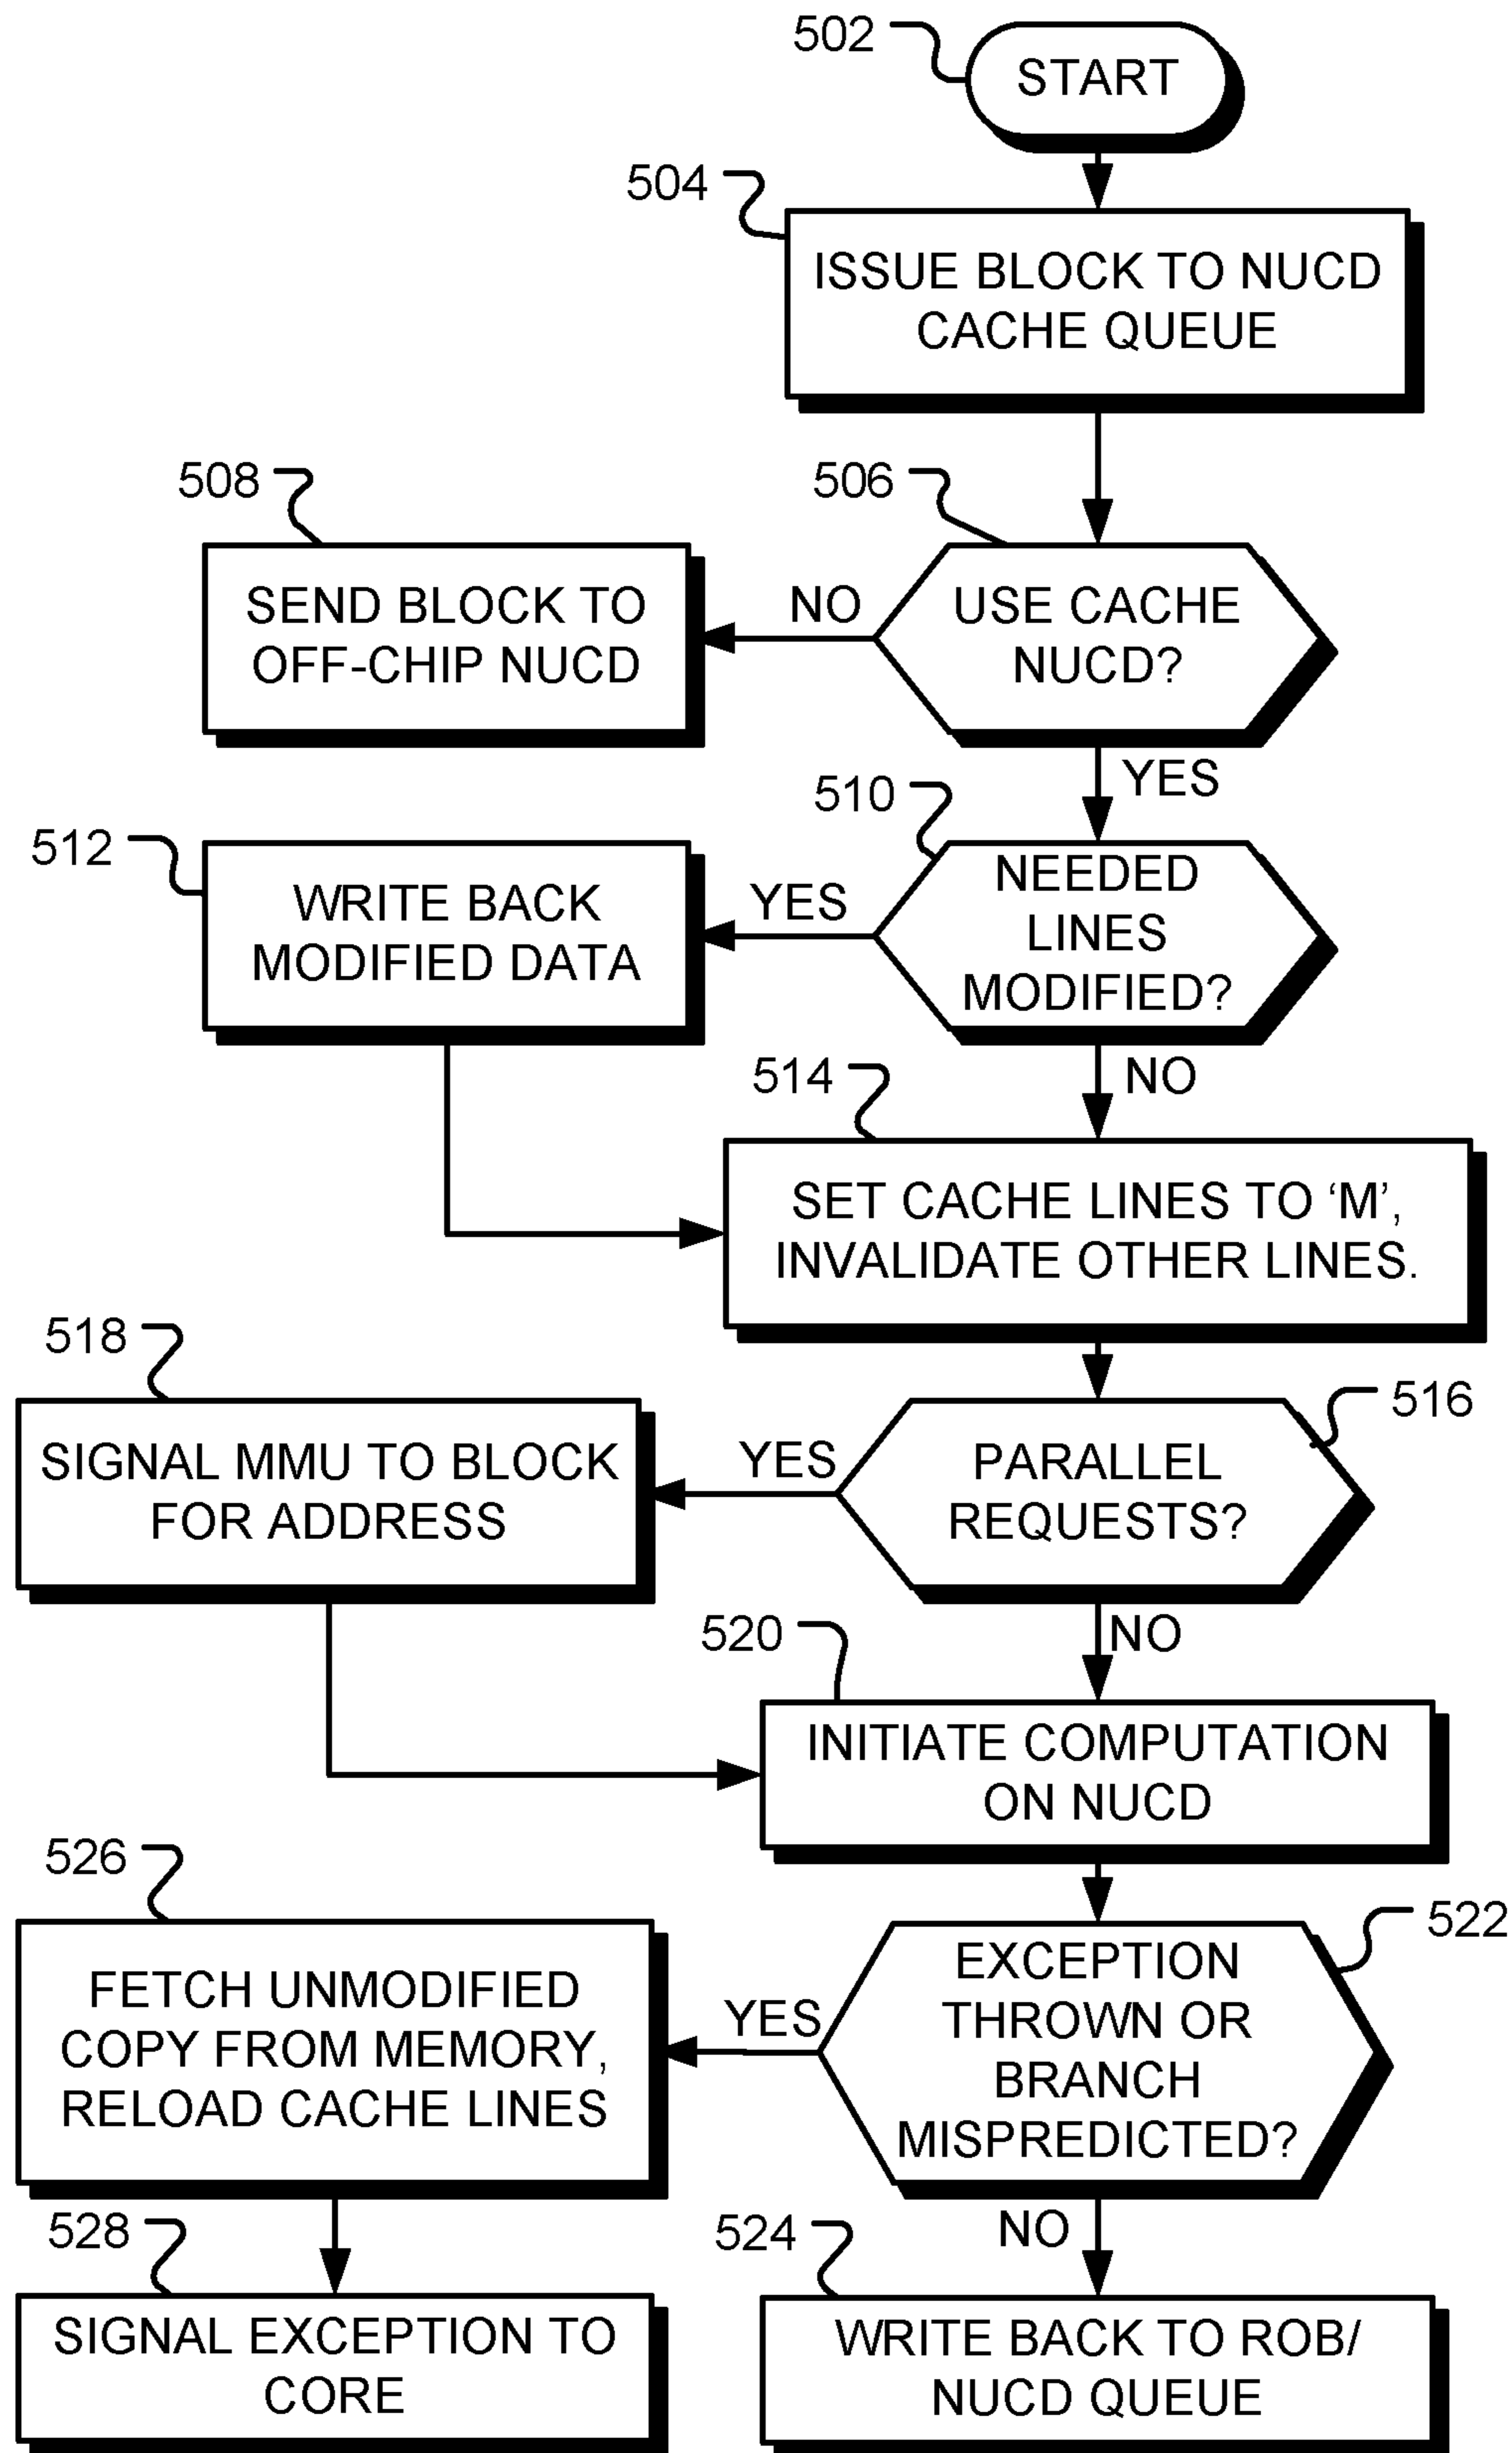 502
START
504
ISSUE BLOCK TO NUCD
CACHE QUEUE
508
506
SEND BLOCK TO
OFF-CHIP NUCD
NO
USE CACHE
NUCD?
YES
510
512
WRITE BACK
MODIFIED DATA
YES
NEEDED
LINES
MODIFIED?
NO
514
SET CACHE LINES TO ‘M’,
INVALIDATE OTHER LINES.
518
516
SIGNAL MMU TO BLOCK
FOR ADDRESS
YES
PARALLEL
REQUESTS?
NO
520
INITIATE COMPUTATION
ON NUCD
526
522
FETCH UNMODIFIED
COPY FROM MEMORY,
RELOAD CACHE LINES
YES
EXCEPTION
THROWN OR
BRANCH
MISPREDICTED?
NO
528
524
SIGNAL EXCEPTION TO
CORE
WRITE BACK TO ROB/
NUCD QUEUE